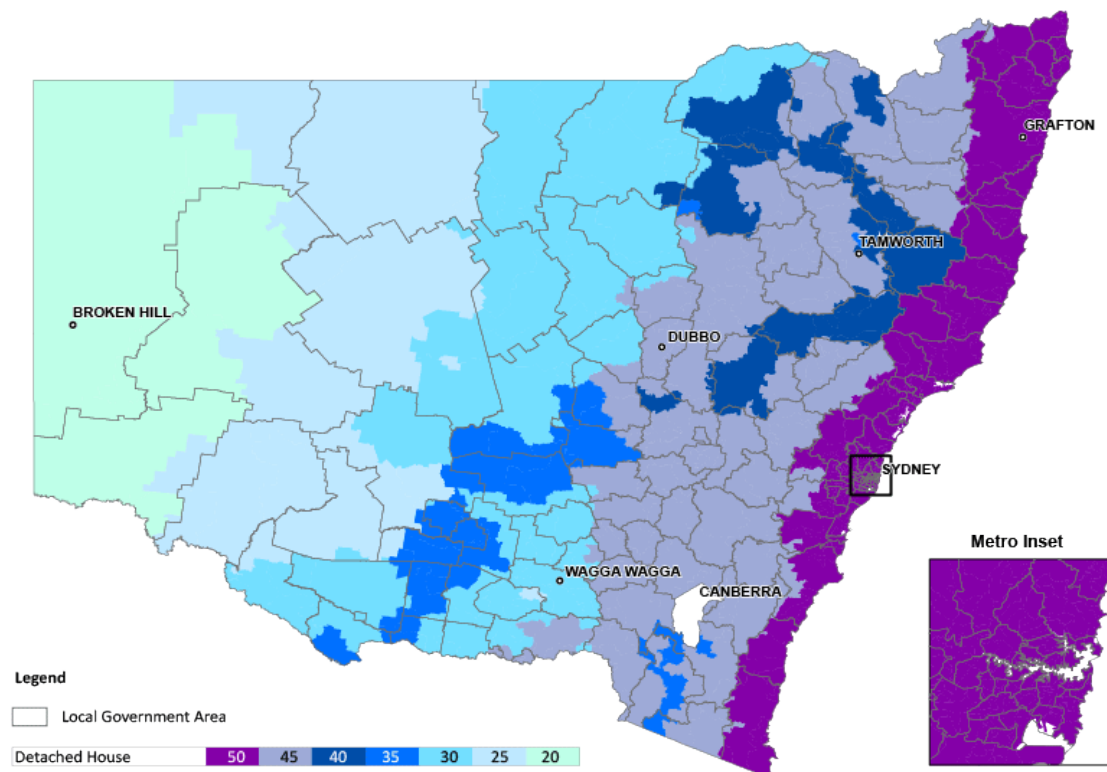 GRAFTON
TAMWORTH
BROKEN HILL
DUBBO
SYDNEY
Metro Inset
WAGGA WAGGA
CANBERRA
Legend
Local Government Area
Detached House 50 45 40 35 30 25 20